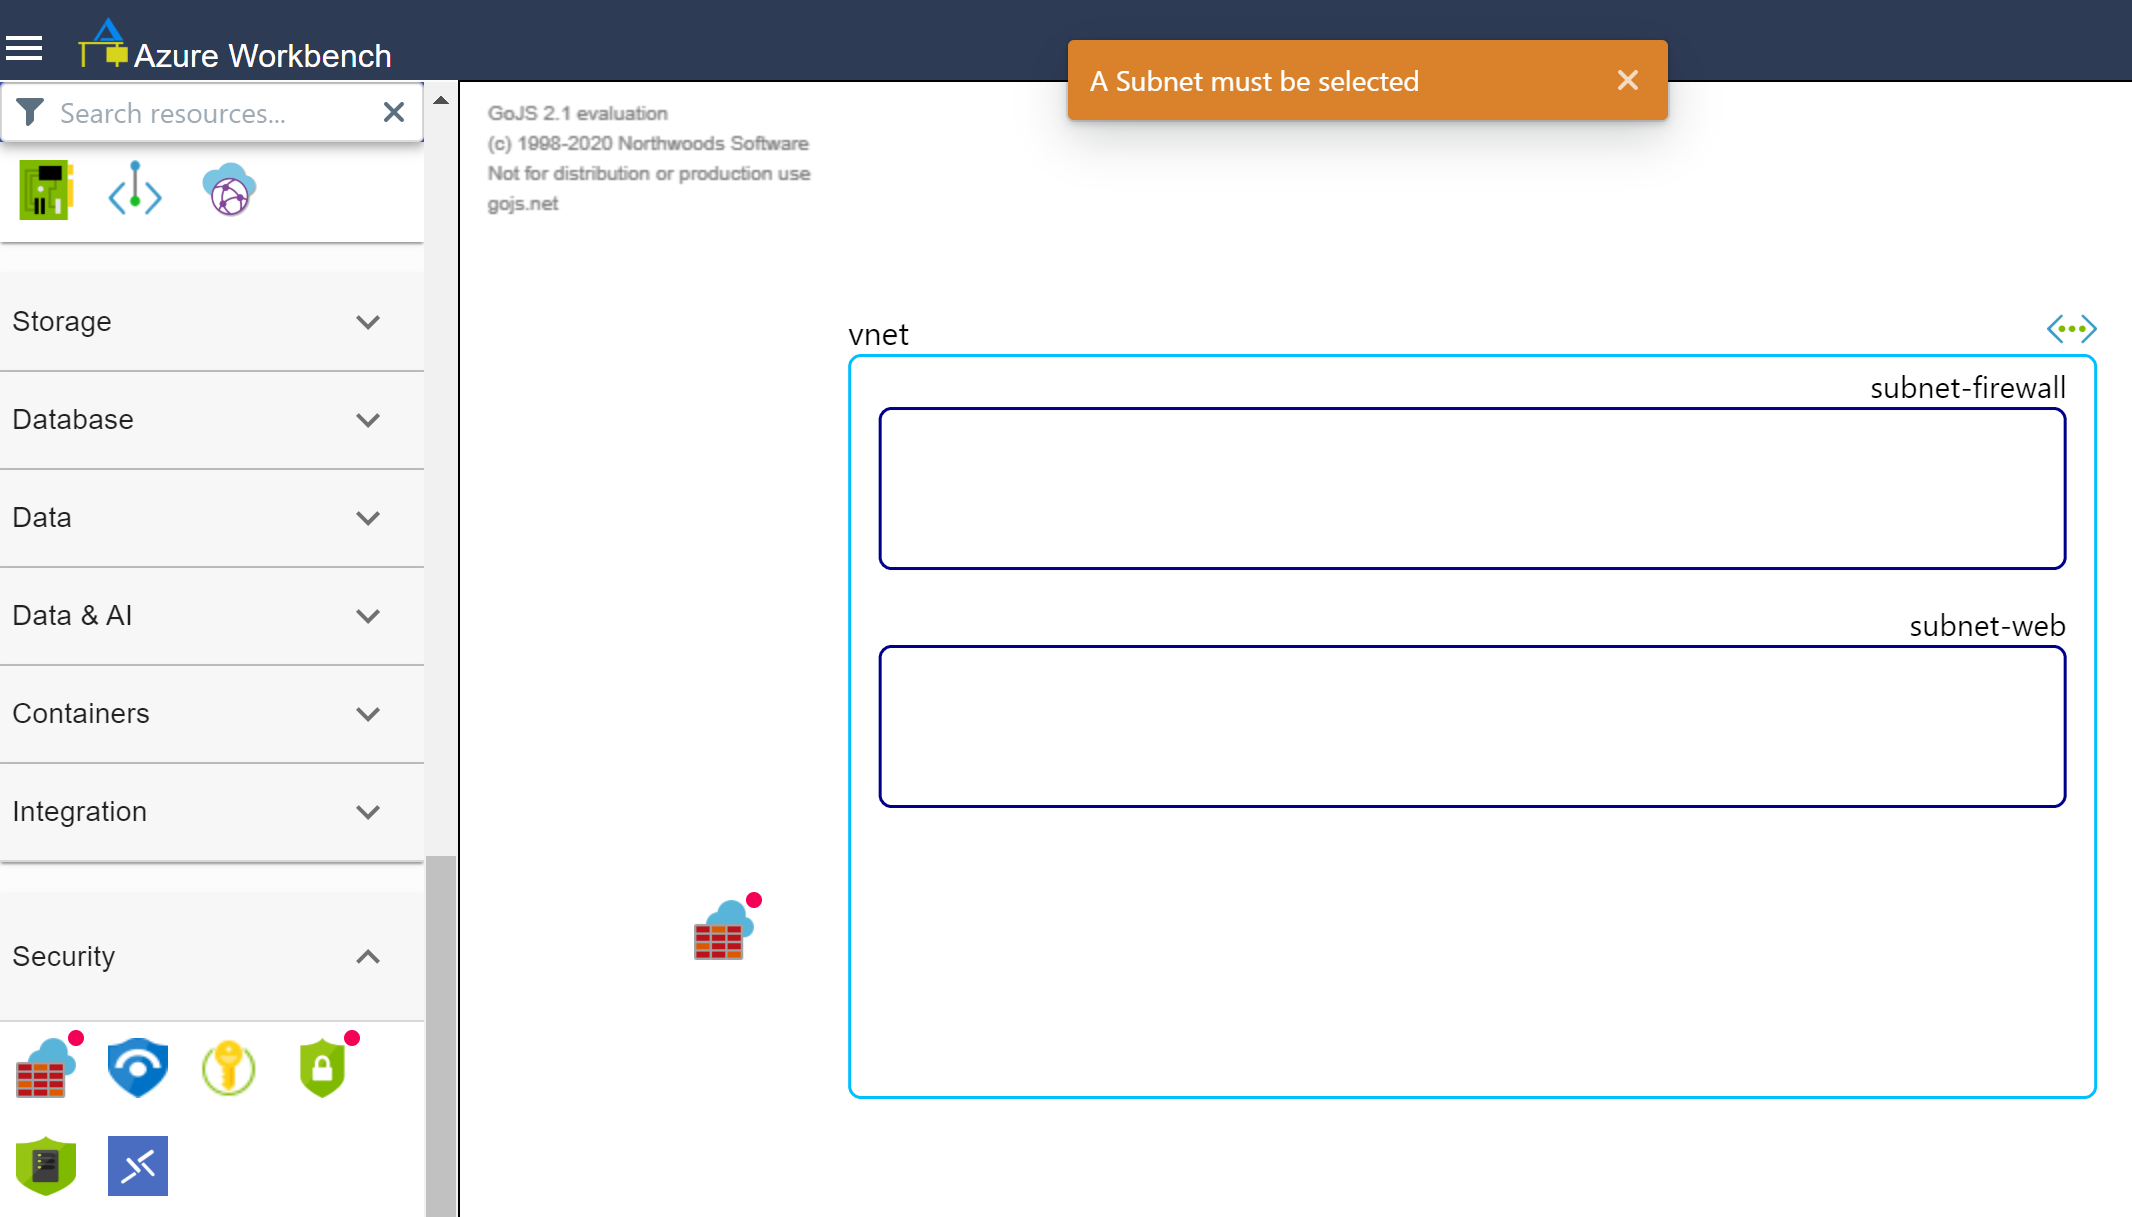 Azure Workbench
A Subnet must be selected
Search resources...
GoJS 2.1 evaluation
(c) 1998-2020 Northwoods Software
Not for distribution or production use
gojs.net
Storage
Database
Data
Data & AI
Containers
Integration
Security
vnet
subnet-firewall
subnet-web